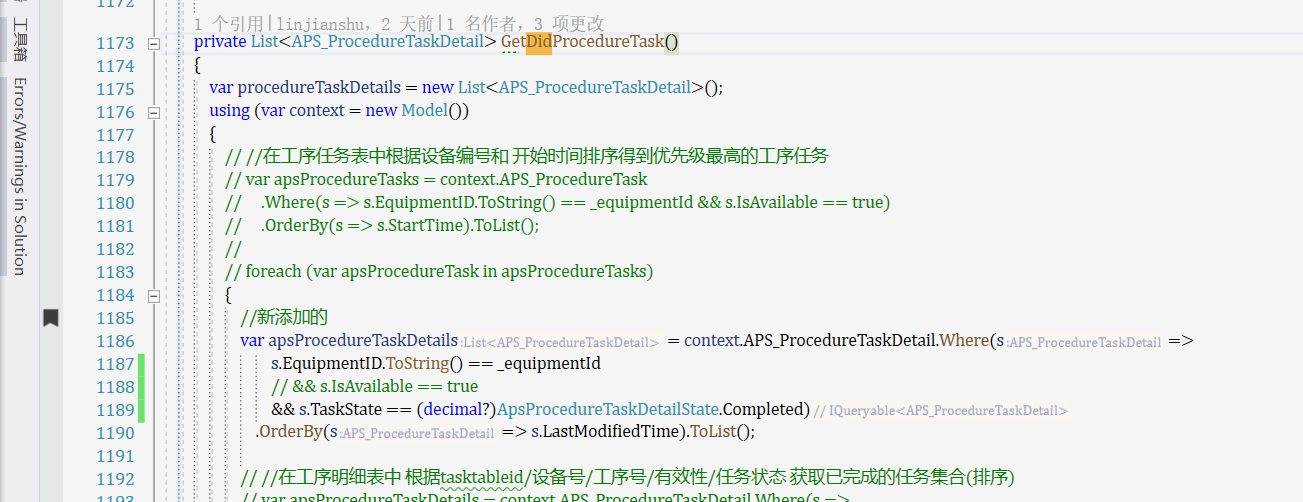 1172
1 个引用|linjianshu，2 天前|1 名作者，3 项更改
1173 private List<APS_ProcedureTaskDetail> GetDidProcedureTask()
1174 {
1175 var procedureTaskDetails = new List<APS_ProcedureTaskDetail>();
1176 using (var context = new Model())
1177 {
1178 // //在工序任务表中根据设备编号和 开始时间排序得到优先级最高的工序任务
1179 // var apsProcedureTasks = context.APS_ProcedureTask
1180 // .Where(s => s.EquipmentID.ToString() == _equipmentId && s.IsAvailable == true)
1181 // .OrderBy(s => s.StartTime).ToList();
1182 //
1183 // foreach (var apsProcedureTask in apsProcedureTasks)
1184 {
1185 //新添加的
1186 var apsProcedureTaskDetails :List<APS_ProcedureTaskDetail> = context.APS_ProcedureTaskDetail.Where(s :APS_ProcedureTaskDetail =>
1187 s.EquipmentID.ToString() == _equipmentId
1188 // && s.IsAvailable == true
1189 && s.TaskState == (decimal?)ApsProcedureTaskDetailState.Completed) // IQueryable<APS_ProcedureTaskDetail>
1190 .OrderBy(s :APS_ProcedureTaskDetail => s.LastModifiedTime).ToList();
1191
1192 // //在工序明细表中 根据tasktableid/设备号/工序号/有效性/任务状态 获取已完成的任务集合(排序)
1193 // var apsProcedureTaskDetails = context.APS_ProcedureTaskDetail.Where(s =>
工具箱
Errors/Warnings in Solution